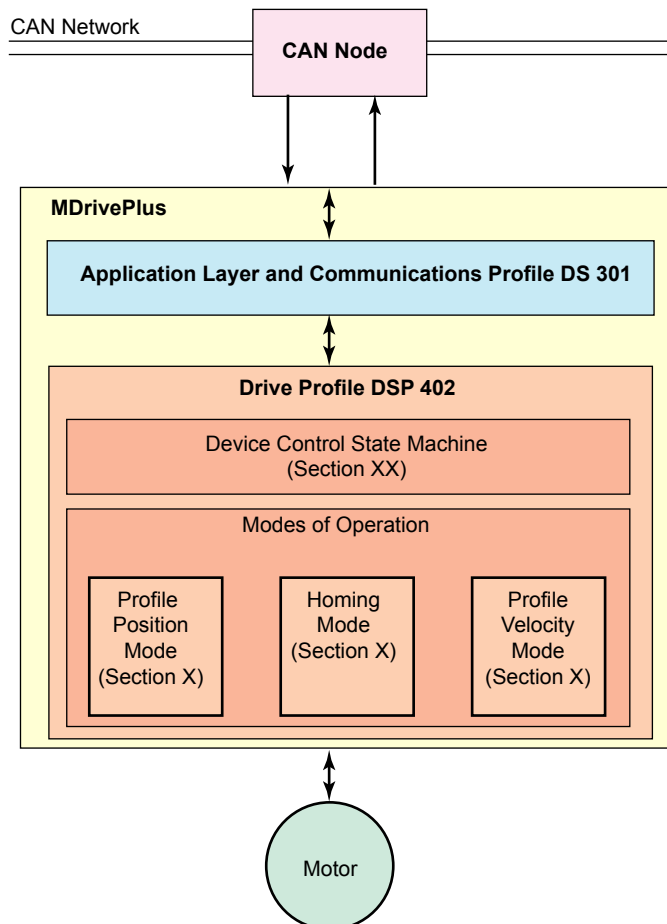 CAN Network
CAN Node
MDrivePlus
Application Layer and Communications Profile DS 301
Drive Profile DSP 402
Device Control State Machine
(Section XX)
Modes of Operation
Profile
Position
Mode
(Section X)
Homing
Mode
(Section X)
Profile
Velocity
Mode
(Section X)
Motor